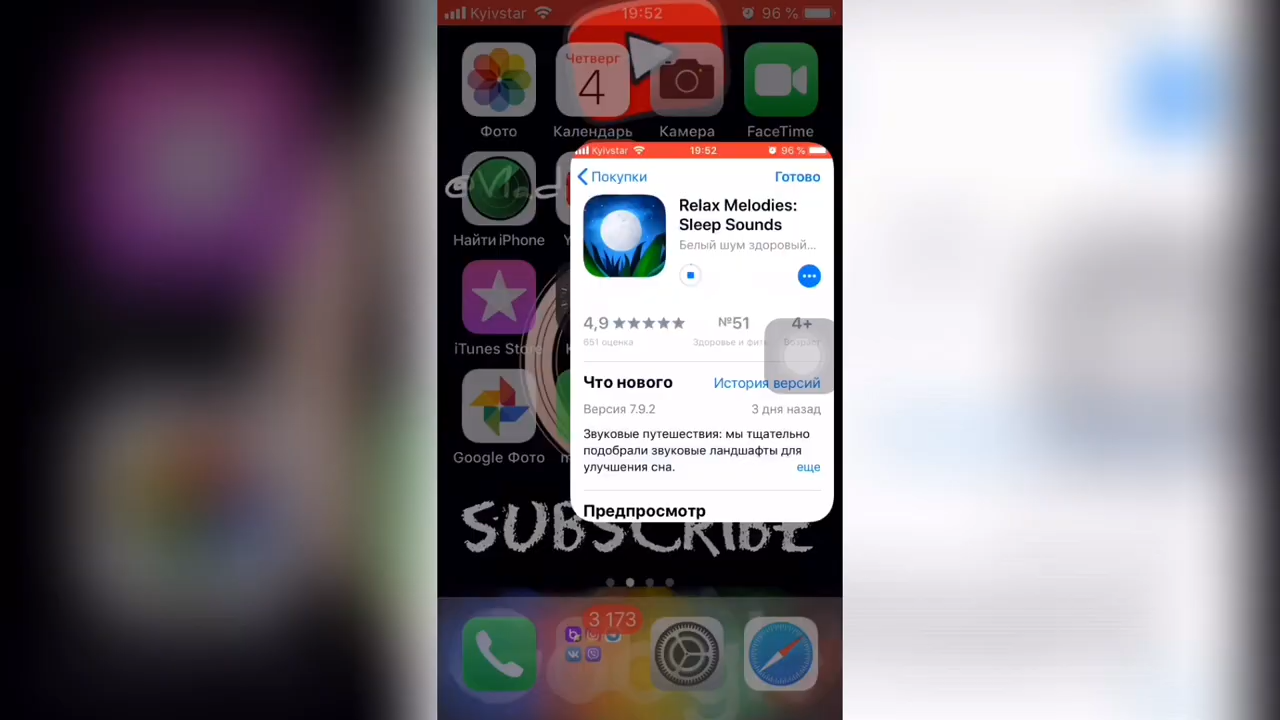 Kyivstar 19:52 96 %
Четверг
4
Фото Календарь Камера FaceTime
Kyivstar 19:52 96 %
Покупки Готово
Relax Melodies:
Sleep Sounds
Белый шум здоровый...
4,9 ★★★★★ №51 4+
651 оценка Здоровье и фит Возраст
Что нового История версий
Версия 7.9.2 3 дня назад
Звуковые путешествия: мы тщательно
подобрали звуковые ландшафты для
улучшения сна. еще
Предпросмотр
@Vlad
Найти iPhone
iTunes Store
Google Фото
SUBSCRIBE
3 173